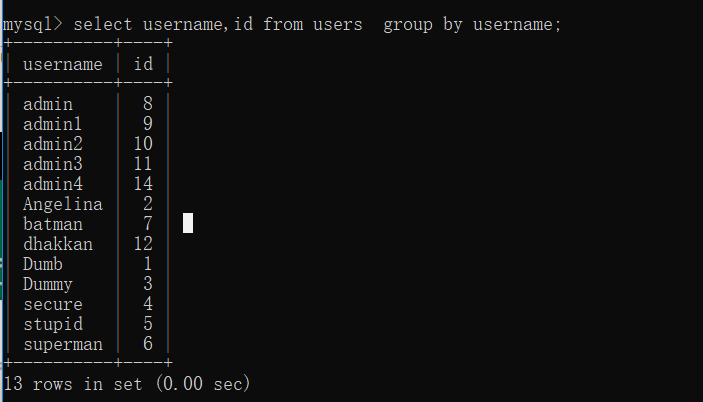 mysql> select username,id from users  group by username;
+----------+----+
| username | id |
+----------+----+
| admin    |  8 |
| admin1   |  9 |
| admin2   | 10 |
| admin3   | 11 |
| admin4   | 14 |
| Angelina |  2 |
| batman   |  7 |
| dhakkan  | 12 |
| Dumb     |  1 |
| Dummy    |  3 |
| secure   |  4 |
| stupid   |  5 |
| superman |  6 |
+----------+----+
13 rows in set (0.00 sec)